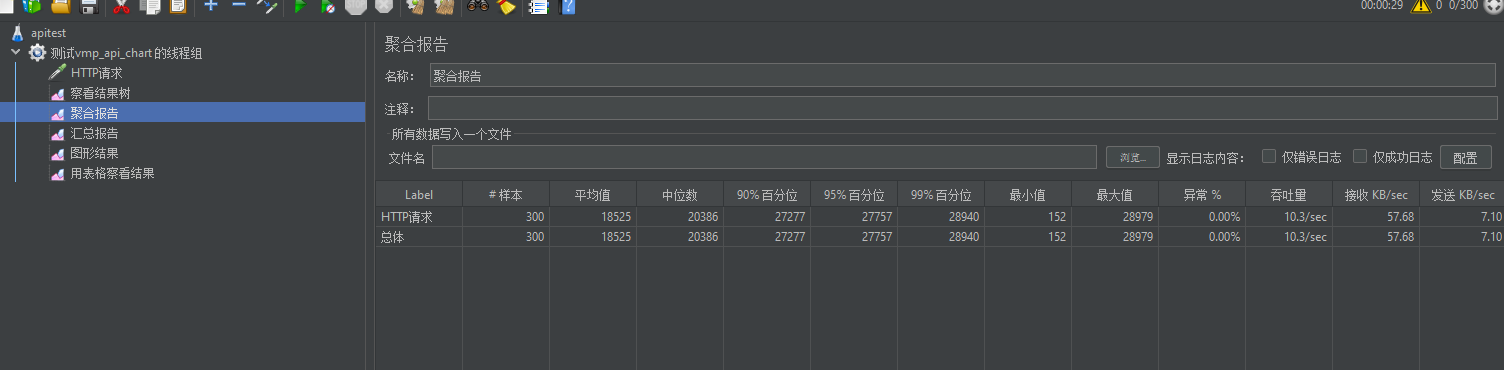 STOP
00:00:29 0 0/300
apitest
测试vmp_api_chart 的线程组
HTTP请求
察看结果树
聚合报告
汇总报告
图形结果
用表格察看结果
聚合报告
名称： 聚合报告
注释：
所有数据写入一个文件
文件名 浏览... 显示日志内容： 仅错误日志 仅成功日志 配置
Label # 样本 平均值 中位数 90% 百分位 95% 百分位 99% 百分位 最小值 最大值 异常 % 吞吐量 接收 KB/sec 发送 KB/sec
HTTP请求 300 18525 20386 27277 27757 28940 152 28979 0.00% 10.3/sec 57.68 7.10
总体 300 18525 20386 27277 27757 28940 152 28979 0.00% 10.3/sec 57.68 7.10